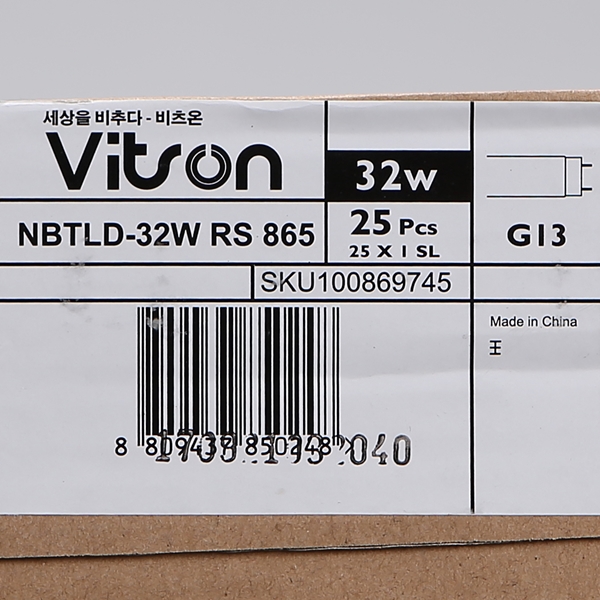 세상을 비추다 - 비츠온
Vitson
32W
NBTLD-32W RS 865
25 Pcs
25 X 1 SL
G13
SKU100869745
Made in China